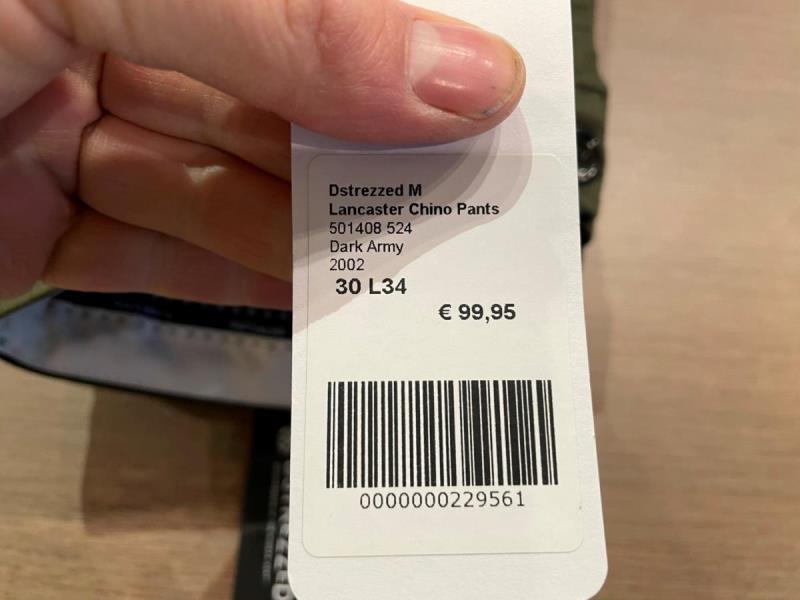 Dstrezzed M
Lancaster Chino Pants
501408 524
Dark Army
2002
30 L34
€ 99,95
0000000229561